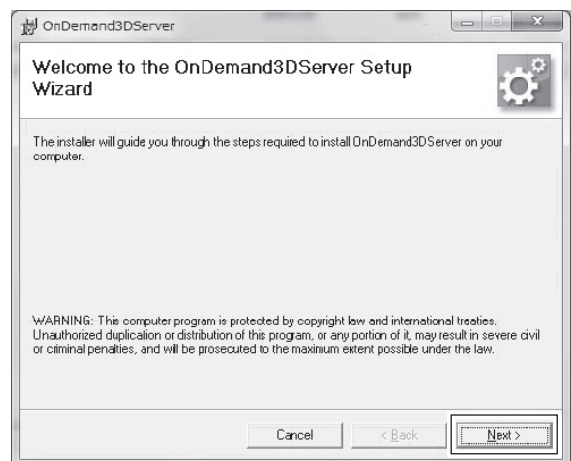 OnDemand3DServer
Welcome to the OnDemand3DServer Setup
Wizard
The installer will guide you through the steps required to install OnDemand3DServer on your
computer.
WARNING: This computer program is protected by copyright law and international treaties.
Unauthorized duplication or distribution of this program, or any portion of it, may result in severe civil
or criminal penalties, and will be prosecuted to the maximum extent possible under the law.
Cancel
< Back
Next >